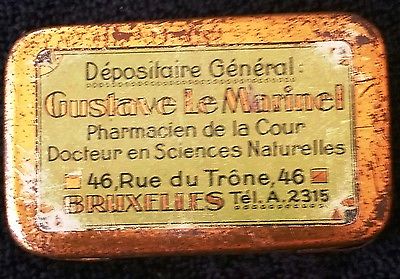 Dépositaire Général:
Gustave Le Marinel
Pharmacien de la Cour
Docteur en Sciences Naturelles
46, Rue du Trône, 46
BRUXELLES Tél. A. 2315